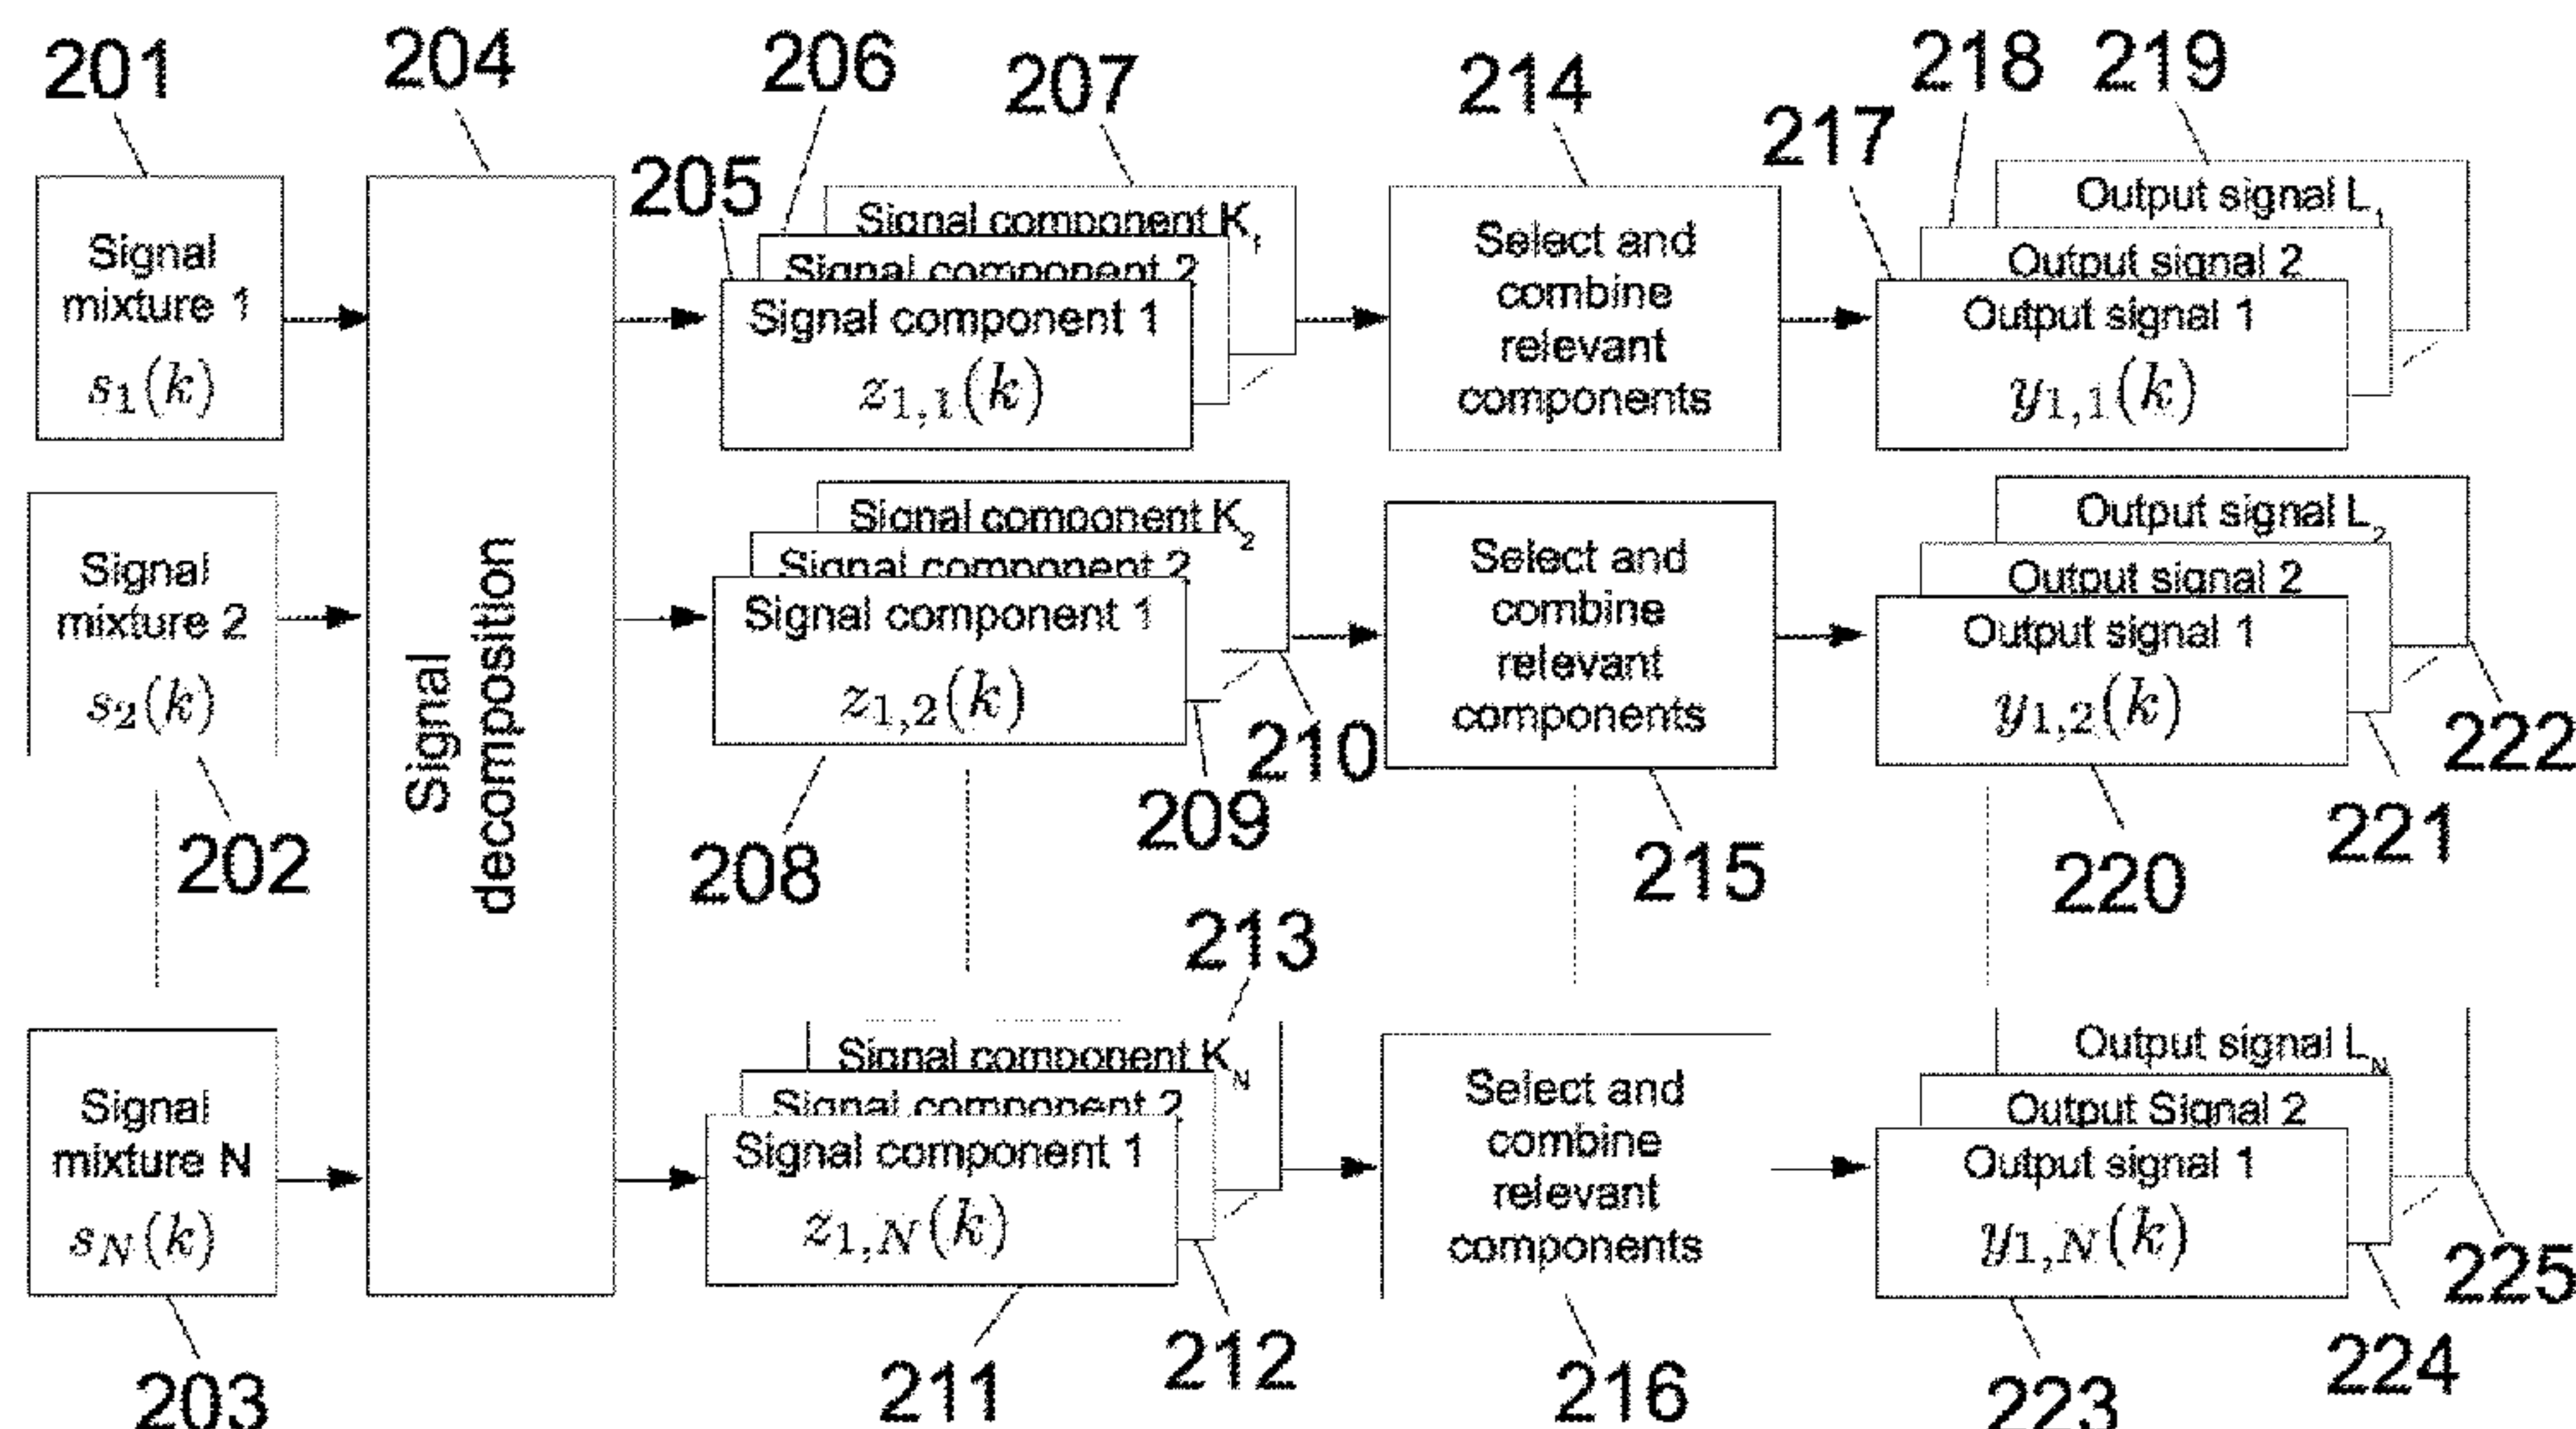 201
204
206
207
214
218
219
205
217
Signal
mixture 1
s₁(k)
Signal
decomposition
Signal component K₁
Signal component 2
Signal component 1
z₁,₁(k)
Select and
combine
relevant
components
Output signal L₁
Output signal 2
Output signal 1
y₁,₁(k)
Signal
mixture 2
s₂(k)
202
Signal component K₂
Signal component 2
Signal component 1
z₁,₂(k)
208
209
210
Select and
combine
relevant
components
215
Output signal L₂
Output signal 2
Output signal 1
y₁,₂(k)
220
221
222
Signal
mixture N
s_N(k)
203
213
Signal component K_N
Signal component 2
Signal component 1
z₁,N(k)
211
212
Select and
combine
relevant
components
216
Output signal L_N
Output Signal 2
Output signal 1
y₁,N(k)
223
224
225